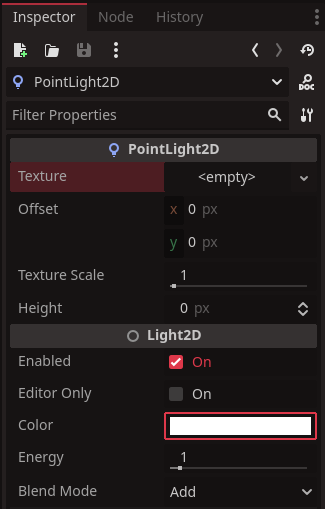 Inspector Node History
PointLight2D
DOC
Filter Properties
PointLight2D
Texture <empty>
Offset x 0 px
y 0 px
Texture Scale 1
Height 0 px
Light2D
Enabled On
Editor Only On
Color
Energy 1
Blend Mode Add